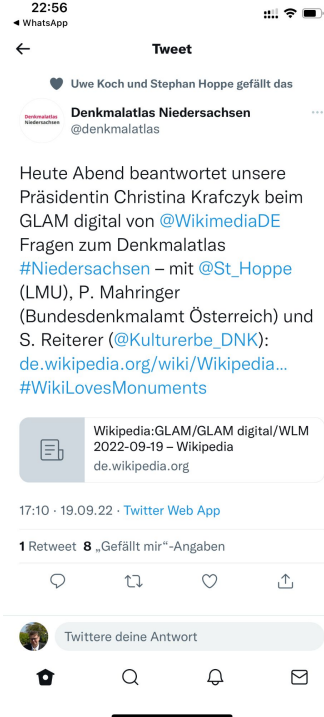 22:56
◂ WhatsApp
Tweet
Uwe Koch und Stephan Hoppe gefällt das
Denkmalatlas
Niedersachsen
Denkmalatlas Niedersachsen
@denkmalatlas
Heute Abend beantwortet unsere
Präsidentin Christina Krafczyk beim
GLAM digital von @WikimediaDE
Fragen zum Denkmalatlas
#Niedersachsen – mit @St_Hoppe
(LMU), P. Mahringer
(Bundesdenkmalamt Österreich) und
S. Reiterer (@Kulturerbe_DNK):
de.wikipedia.org/wiki/Wikipedia...
#WikiLovesMonuments
Wikipedia:GLAM/GLAM digital/WLM
2022-09-19 – Wikipedia
de.wikipedia.org
17:10 · 19.09.22 · Twitter Web App
1 Retweet 8 „Gefällt mir“-Angaben
Twittere deine Antwort